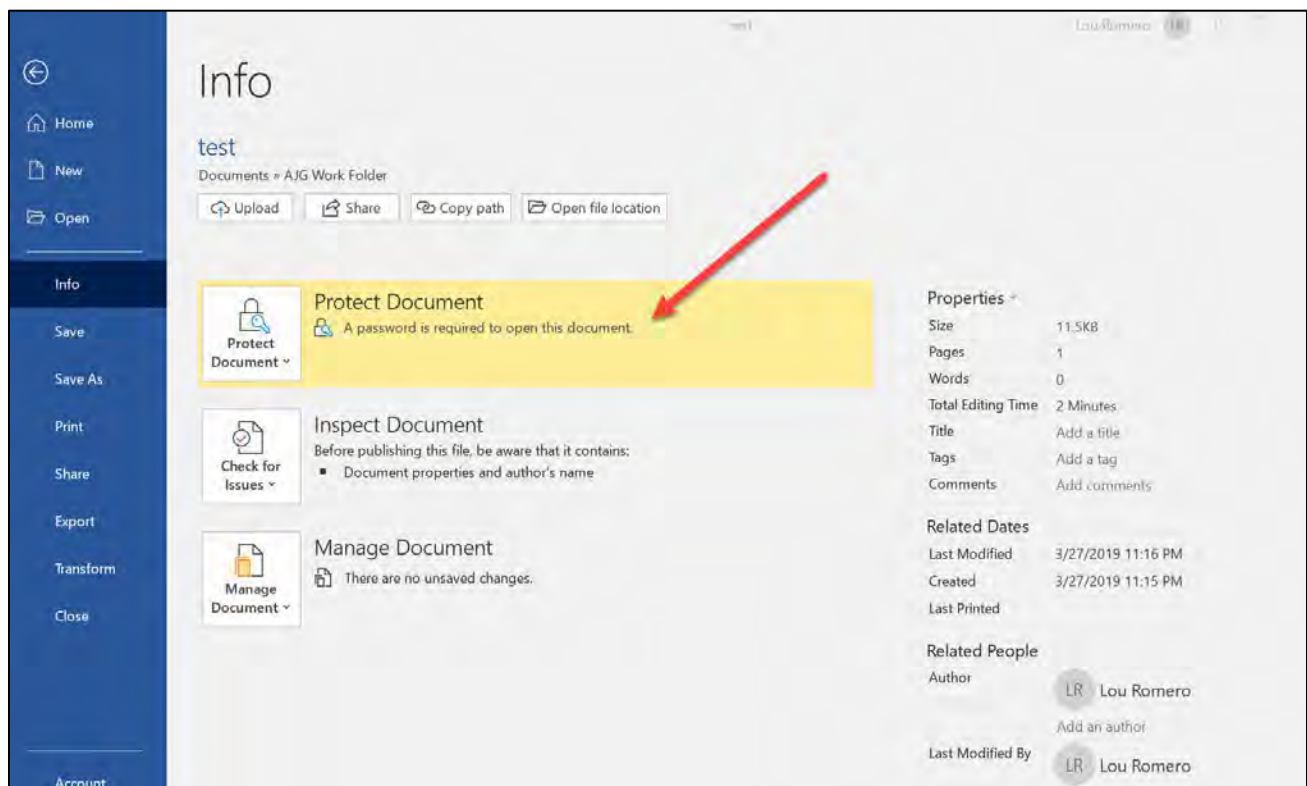 test
Lou Romero LR
Info
Home
New
Open
Info
Save
Save As
Print
Share
Export
Transform
Close
Account
test
Documents » AJG Work Folder
Upload
Share
Copy path
Open file location
Protect Document
Protect Document
A password is required to open this document.
Check for Issues
Inspect Document
Before publishing this file, be aware that it contains:
▪ Document properties and author's name
Manage Document
Manage Document
There are no unsaved changes.
Properties
Size 11.5KB
Pages 1
Words 0
Total Editing Time 2 Minutes
Title Add a title
Tags Add a tag
Comments Add comments
Related Dates
Last Modified 3/27/2019 11:16 PM
Created 3/27/2019 11:15 PM
Last Printed
Related People
Author
LR Lou Romero
Add an author
Last Modified By
LR Lou Romero